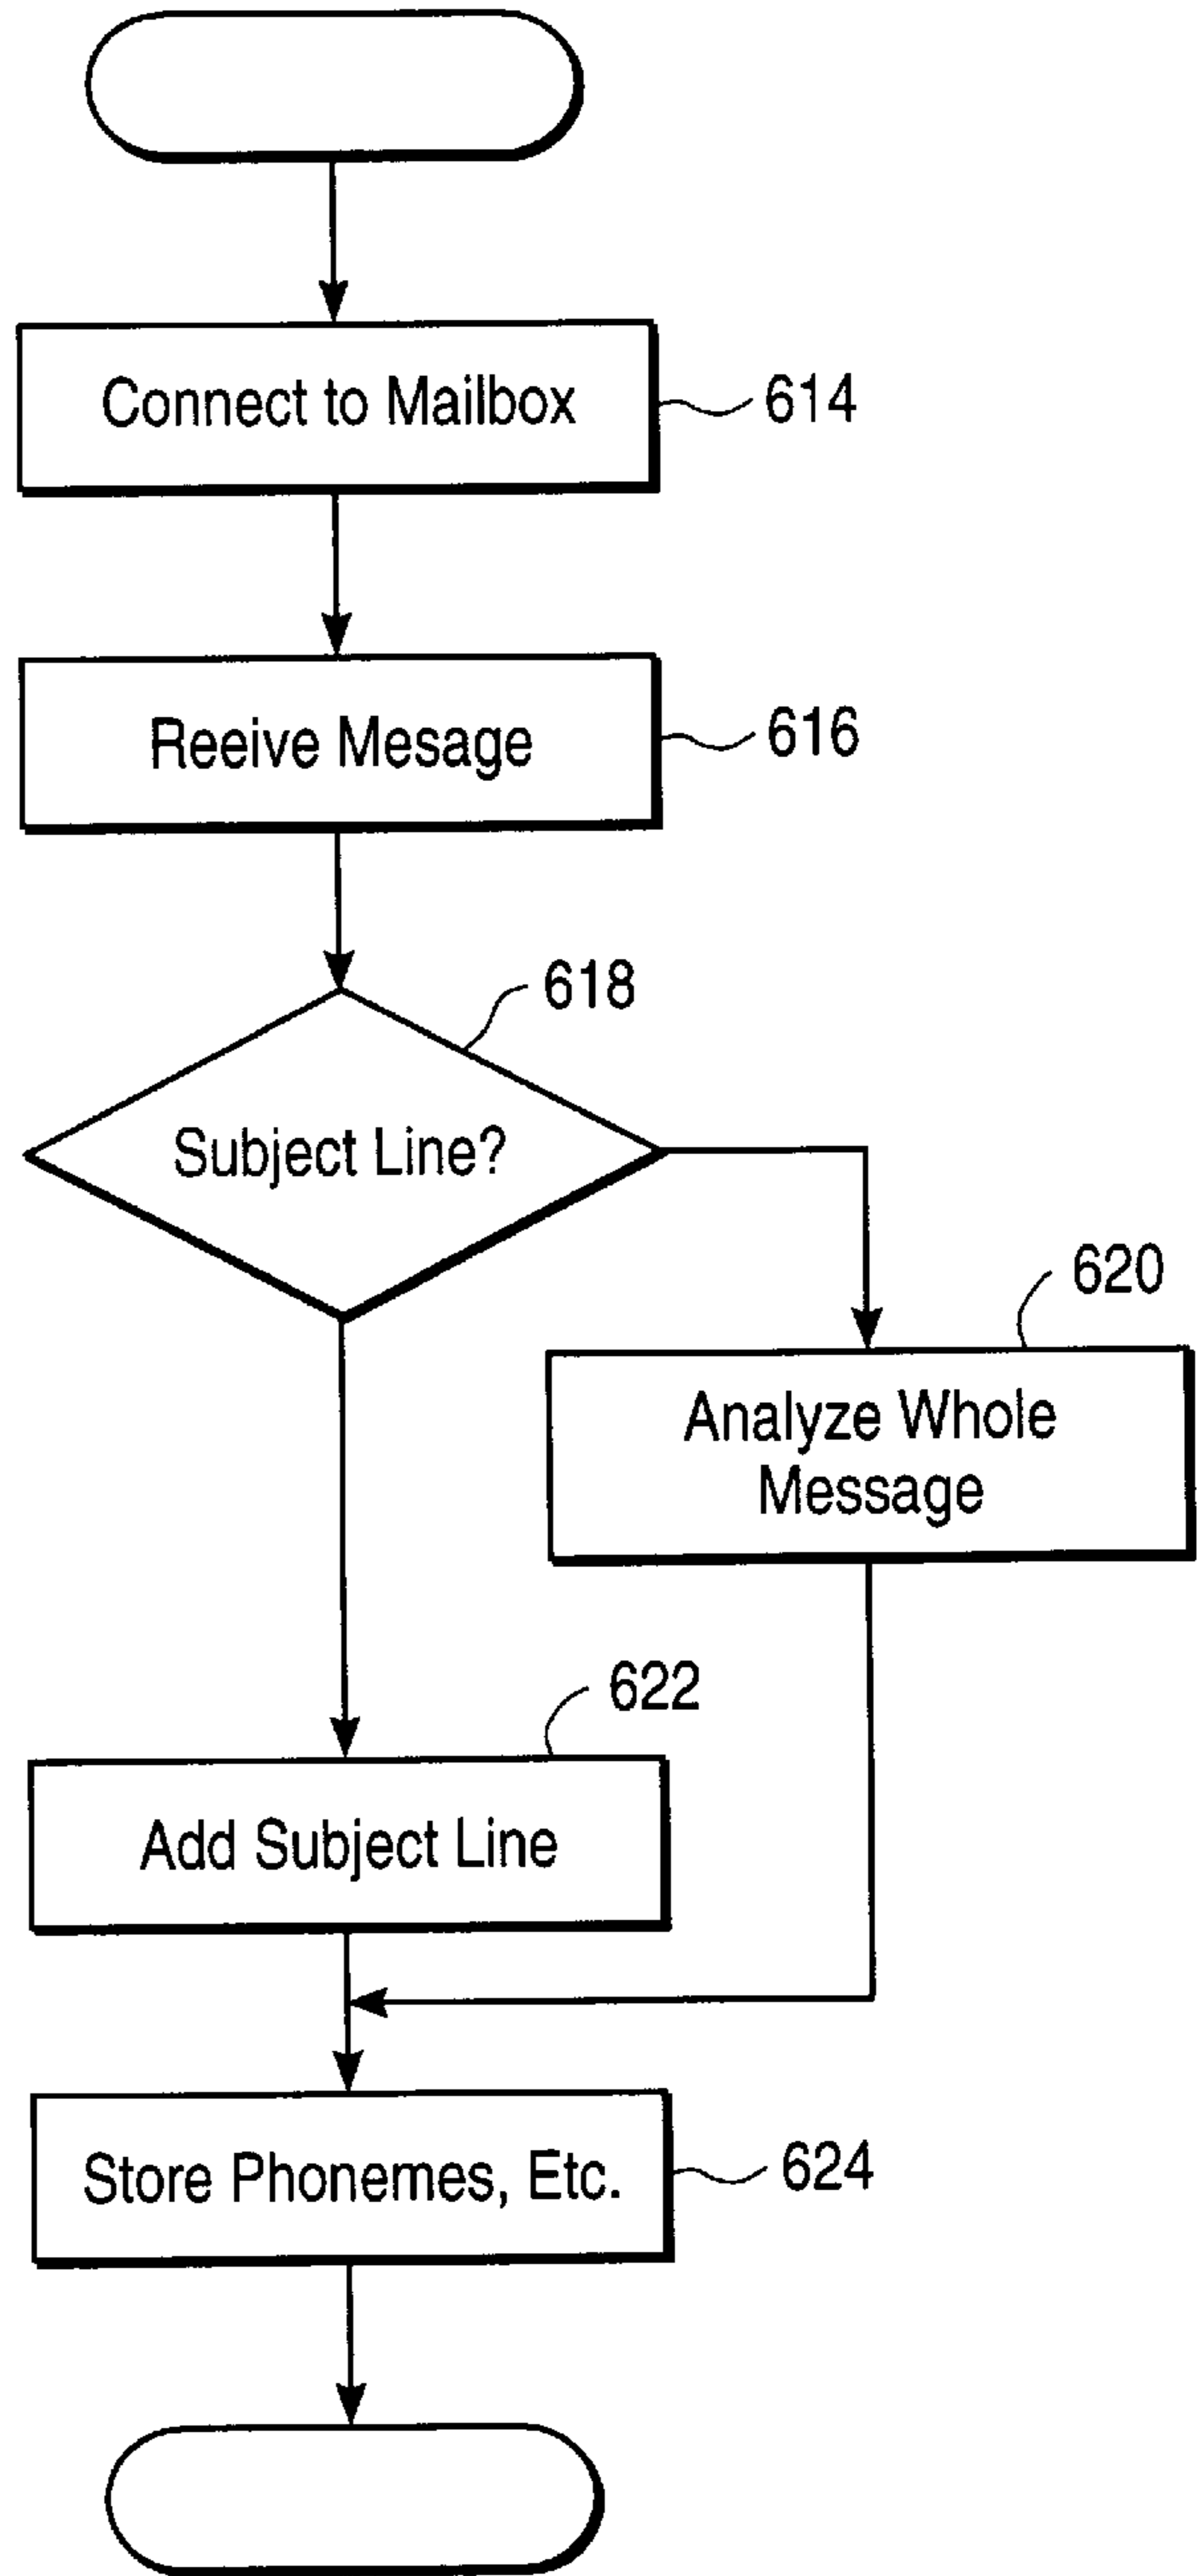 Connect to Mailbox
614
Reeive Mesage
616
618
Subject Line?
620
Analyze Whole
Message
622
Add Subject Line
Store Phonemes, Etc.
624